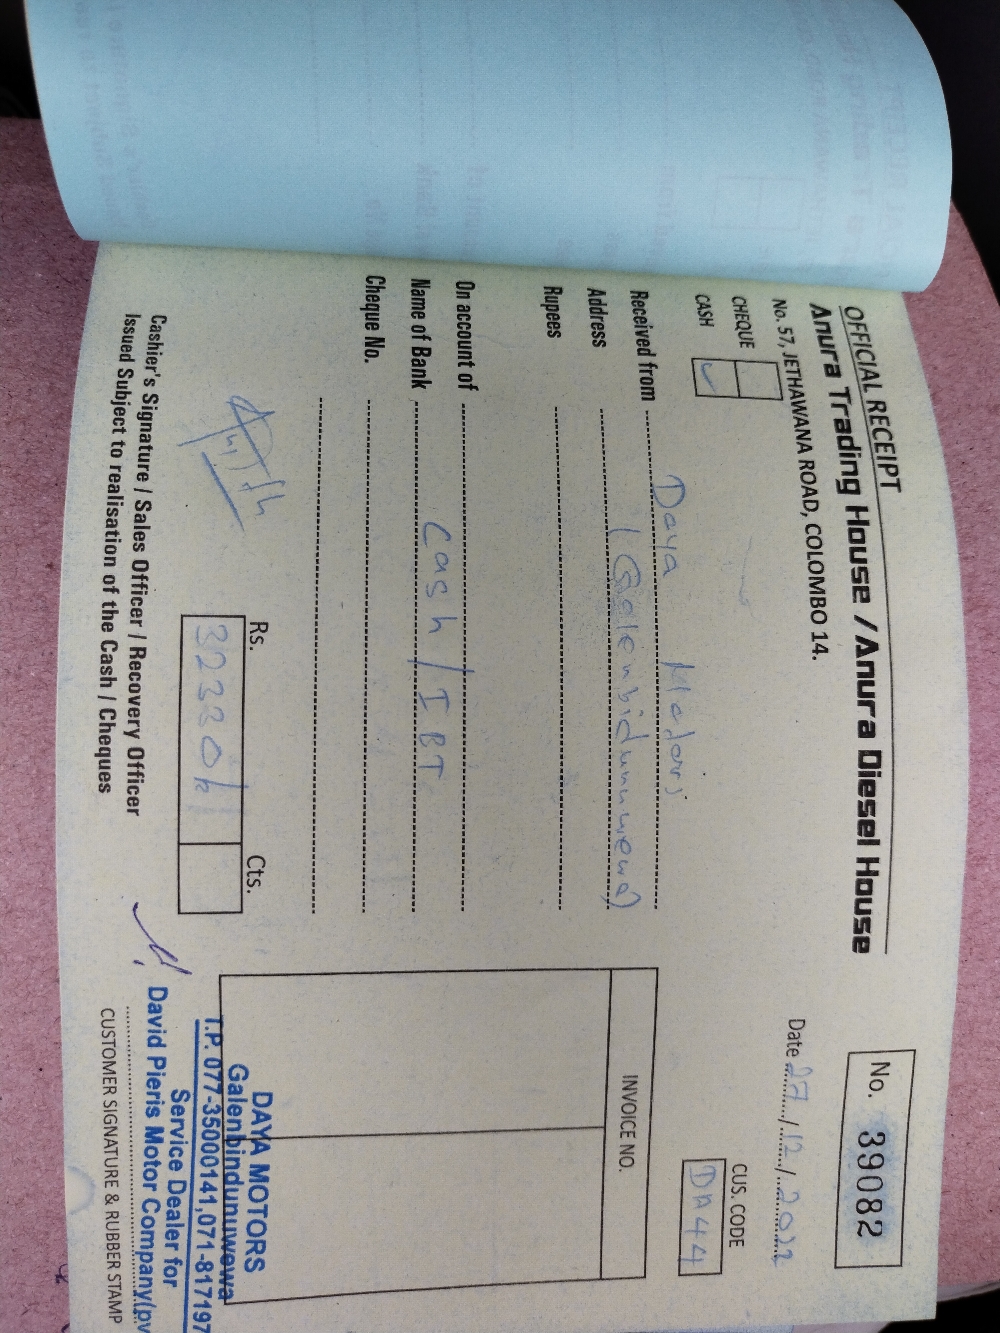 OFFICIAL RECEIPT
Anura Trading House / Anura Diesel House
No. 57, JETHAWANA ROAD, COLOMBO 14.
No. 39082
Date 27/12/2022
CHEQUE
CASH ✓
CUS. CODE
DA44
Received from Daya Motors
Address (Galenbidunuwewa)
Rupees
On account of
Name of Bank Cash / IBT
Cheque No.
INVOICE NO.
Rs. Cts.
32330/
Cashier's Signature / Sales Officer / Recovery Officer
Issued Subject to realisation of the Cash / Cheques
DAYA MOTORS
Galenbindunuwewa
T.P. 077-35000141,071-817197
Service Dealer for
David Pieris Motor Company(pv
CUSTOMER SIGNATURE & RUBBER STAMP